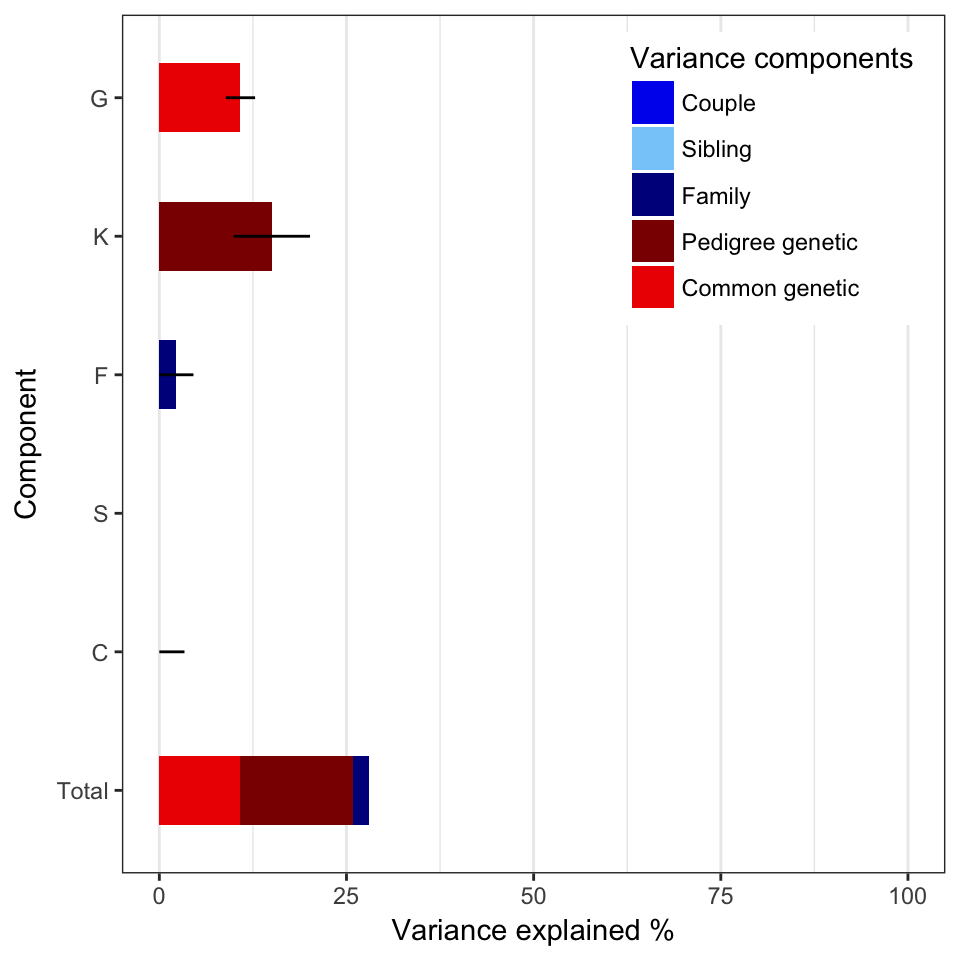 Variance components
Couple
Sibling
Family
Pedigree genetic
Common genetic
G
K
F
S
C
Total
Component
0 25 50 75 100
Variance explained %